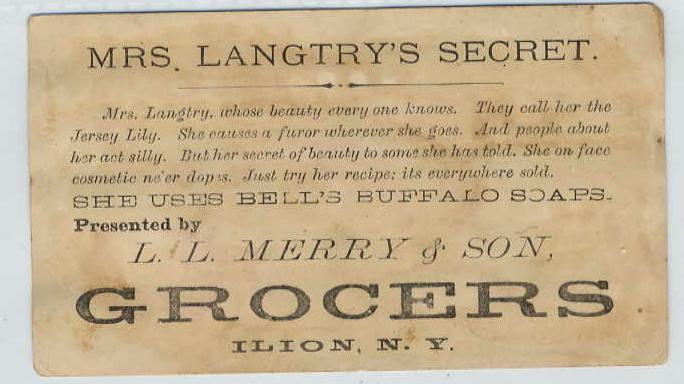 MRS. LANGTRY'S SECRET.
Mrs. Langtry, whose beauty every one knows. They call her the
Jersey Lily. She causes a furor wherever she goes. And people about
her act silly. But her secret of beauty to some she has told. She on face
cosmetic ne'er dopes. Just try her recipe; its everywhere sold.
SHE USES BELL'S BUFFALO SOAPS.
Presented by
L. L. MERRY & SON,
GROCERS
ILION, N. Y.